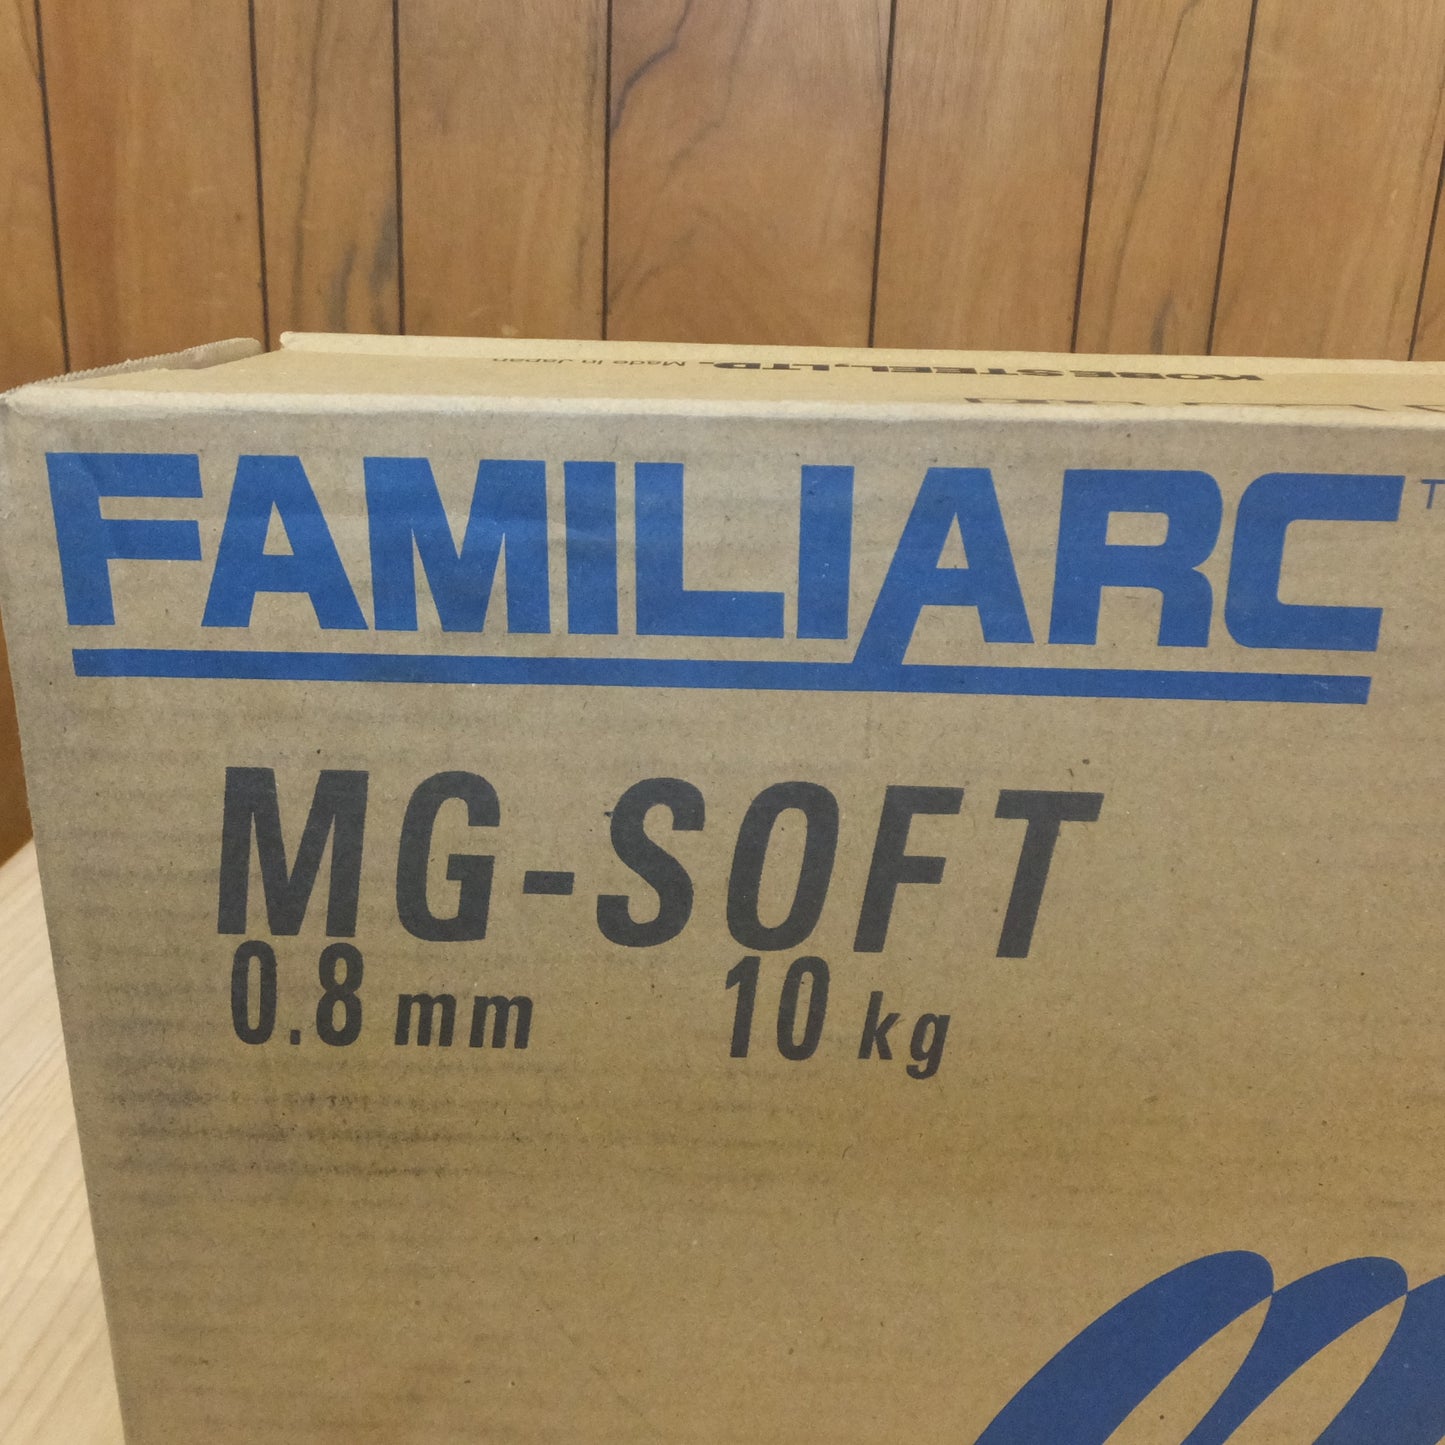 KOBE STEEL, LTD. Made in Japan
FAMILIARC
MG-SOFT
0.8 mm 10 kg